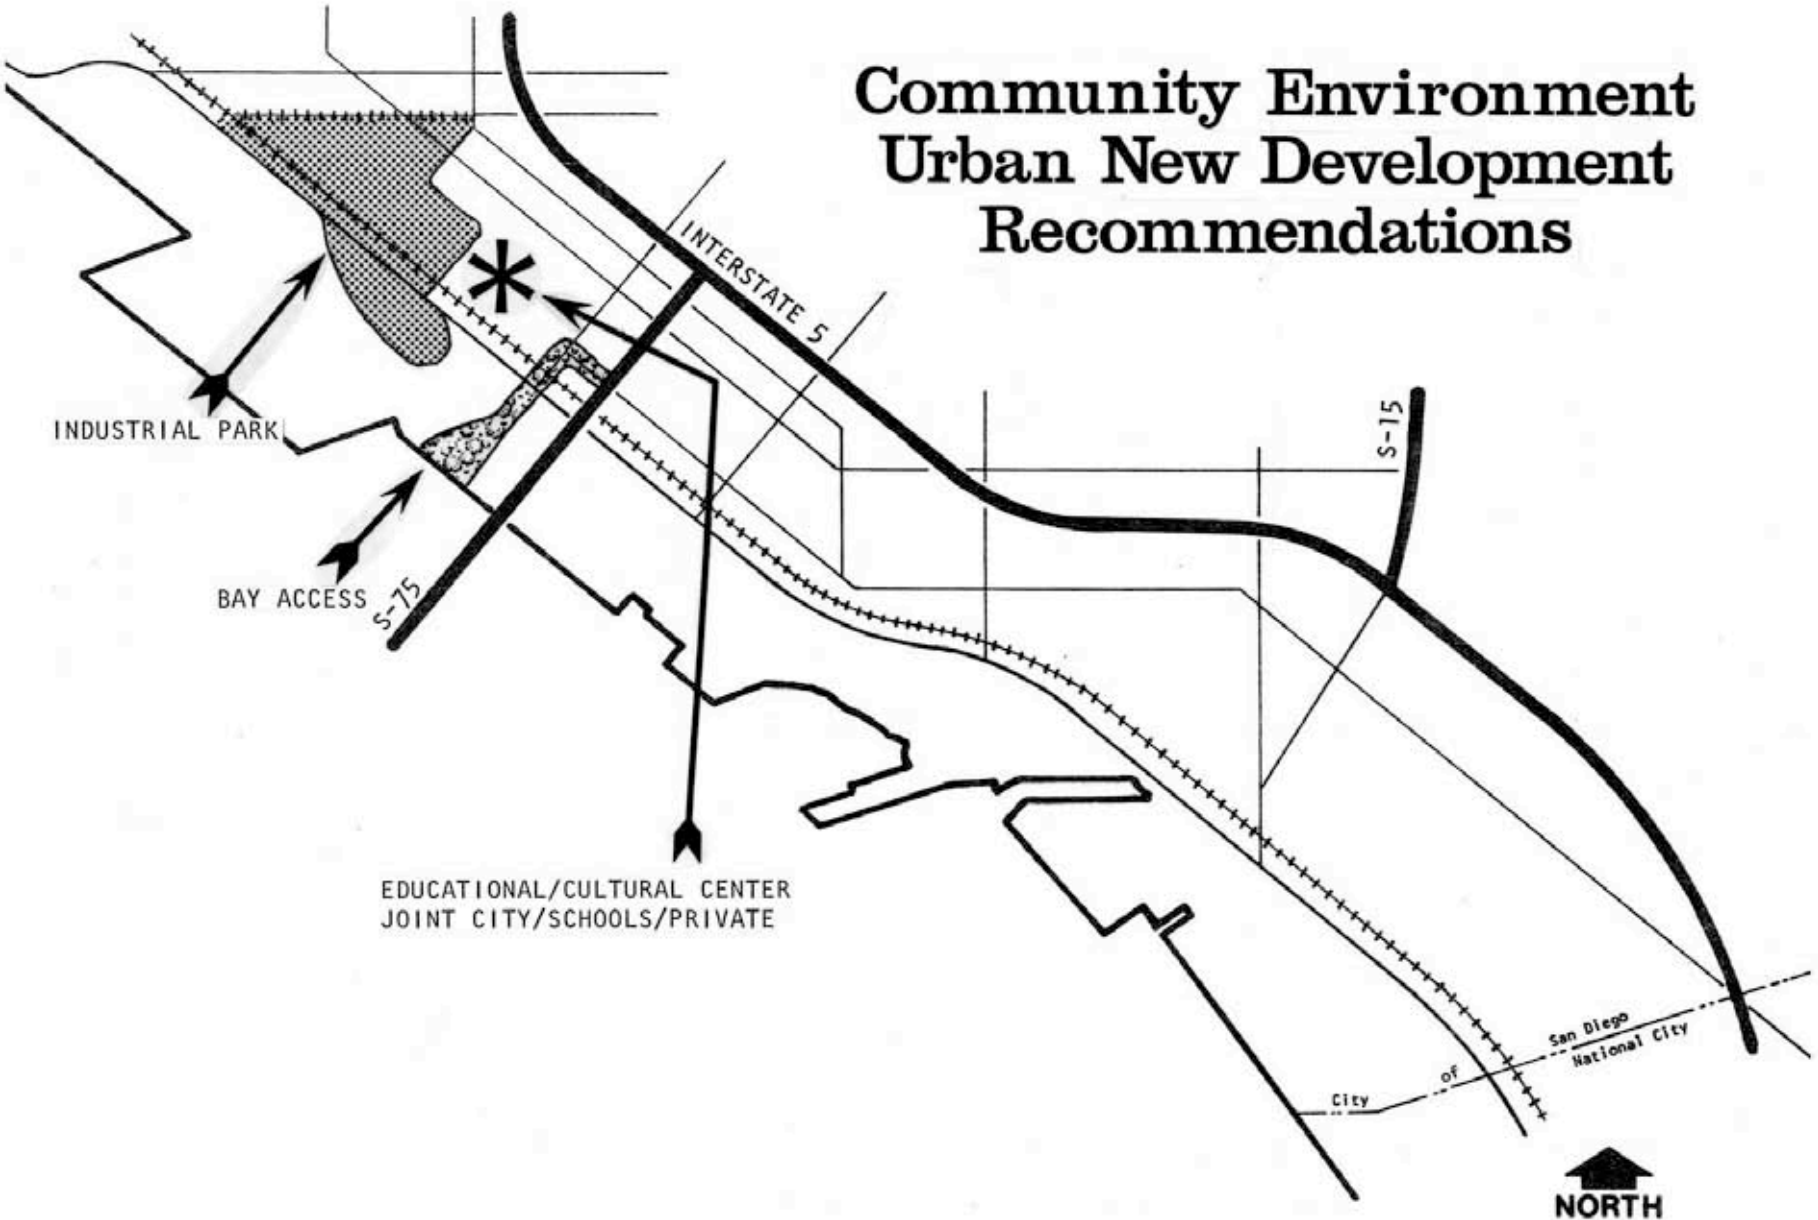 Community Environment
Urban New Development
Recommendations
INTERSTATE 5
S-15
INDUSTRIAL PARK
BAY ACCESS
S-75
EDUCATIONAL/CULTURAL CENTER
JOINT CITY/SCHOOLS/PRIVATE
San Diego
City of
National City
NORTH